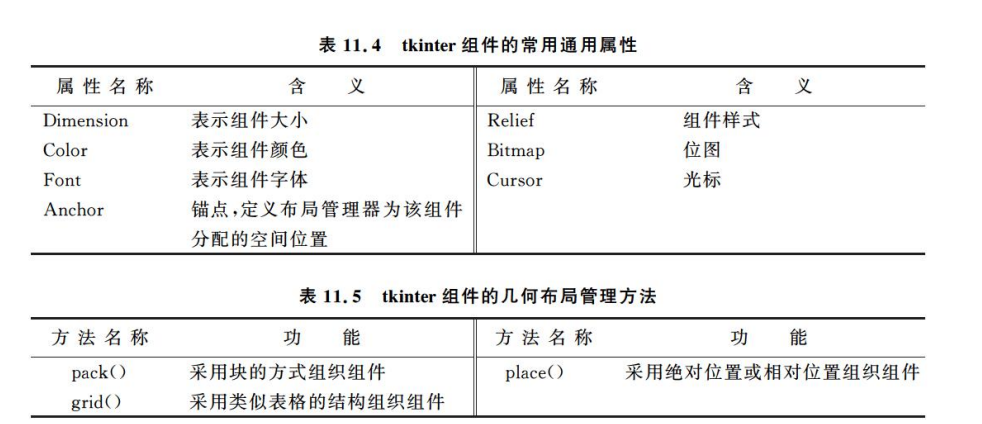 表 11.4 tkinter 组件的常用通用属性
属性名称 含 义 属性名称 含 义
Dimension 表示组件大小 Relief 组件样式
Color 表示组件颜色 Bitmap 位图
Font 表示组件字体 Cursor 光标
Anchor 锚点,定义布局管理器为该组件
分配的空间位置
表 11.5 tkinter 组件的几何布局管理方法
方法名称 功 能 方法名称 功 能
pack() 采用块的方式组织组件 place() 采用绝对位置或相对位置组织组件
grid() 采用类似表格的结构组织组件